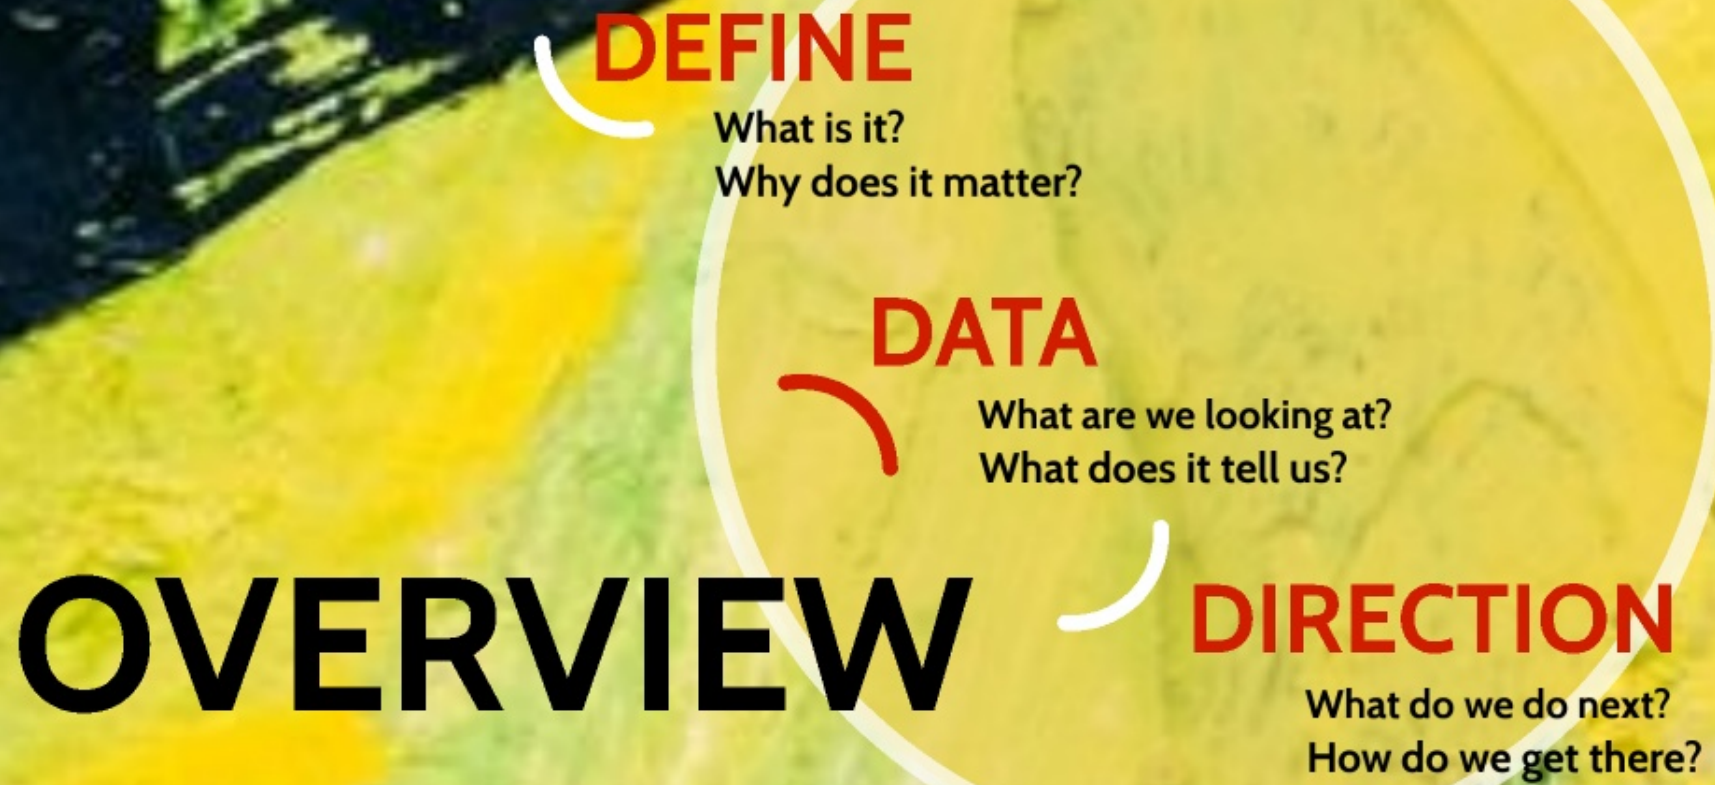 DEFINE
What is it?
Why does it matter?
DATA
What are we looking at?
What does it tell us?
OVERVIEW
DIRECTION
What do we do next?
How do we get there?